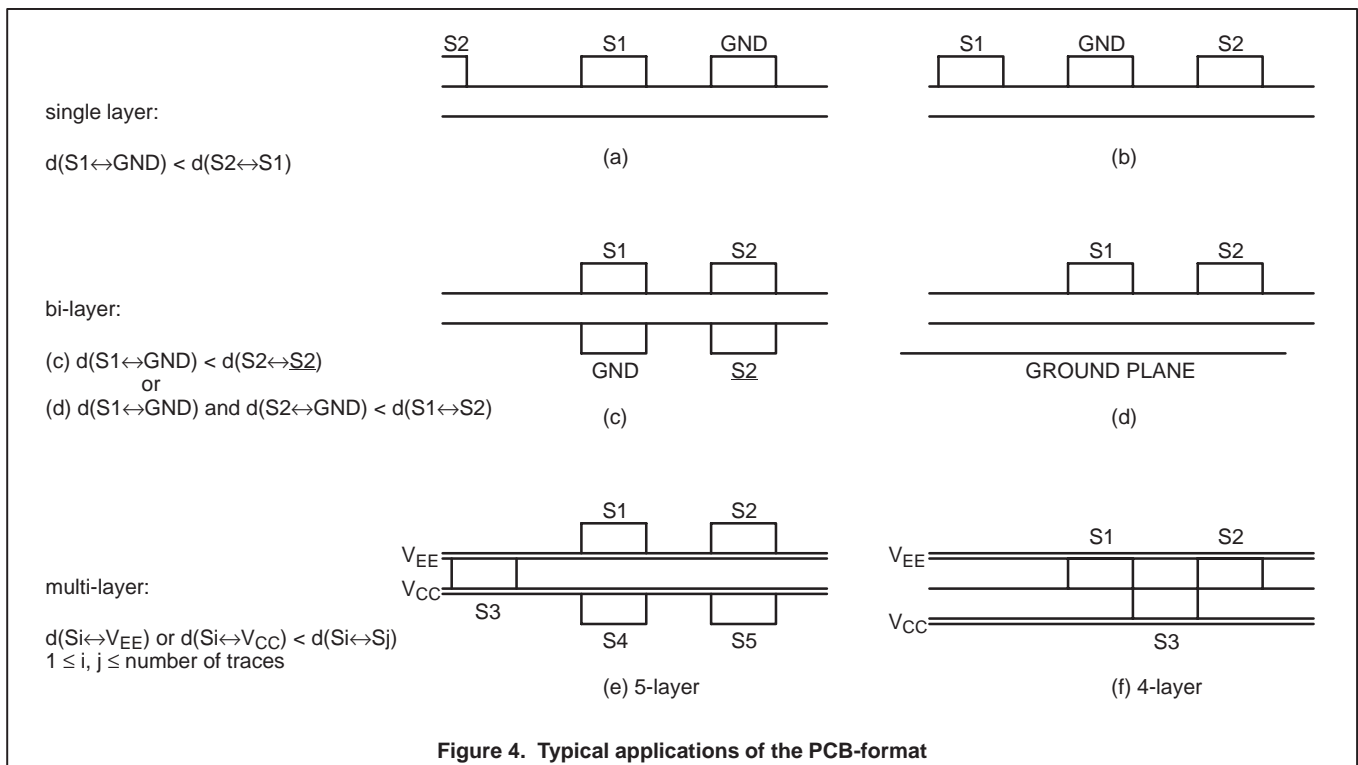 S2 S1 GND
S1 GND S2
single layer:
d(S1↔GND) < d(S2↔S1)
(a)
(b)
S1 S2
S1 S2
bi-layer:
(c) d(S1↔GND) < d(S2↔S2)
or
(d) d(S1↔GND) and d(S2↔GND) < d(S1↔S2)
GND S2
GROUND PLANE
(c)
(d)
S1 S2
VEE
VCC
S3
S4 S5
S1 S2
VEE
VCC
S3
multi-layer:
d(Si↔VEE) or d(Si↔VCC) < d(Si↔Sj)
1 ≤ i, j ≤ number of traces
(e) 5-layer
(f) 4-layer
Figure 4. Typical applications of the PCB-format